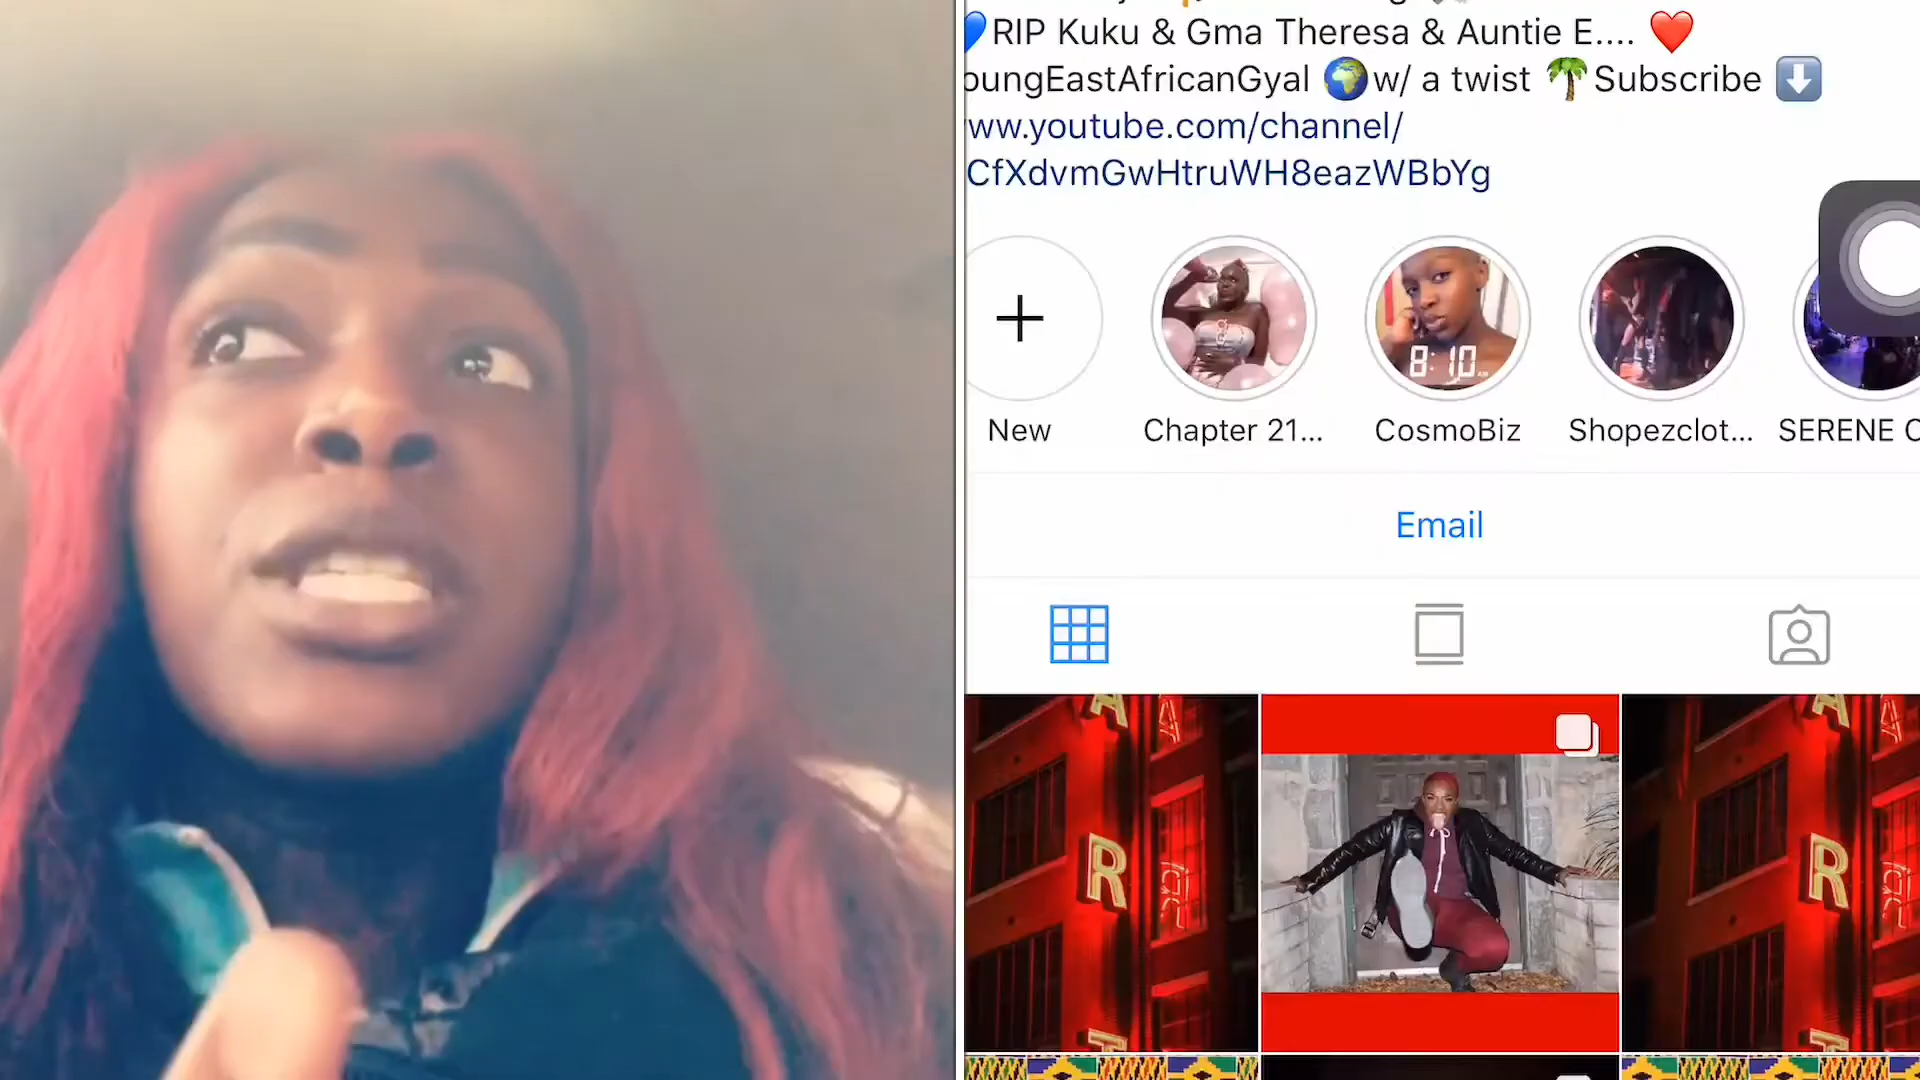 RIP Kuku & Gma Theresa & Auntie E....
oungEastAfricanGyal w/ a twist Subscribe
ww.youtube.com/channel/
CfXdvmGwHtruWH8eazWBbYg
8:10
New
Chapter 21...
CosmoBiz
Shopezclot...
SERENE
Email
A
A
R
R
A
A
R
R
T
T